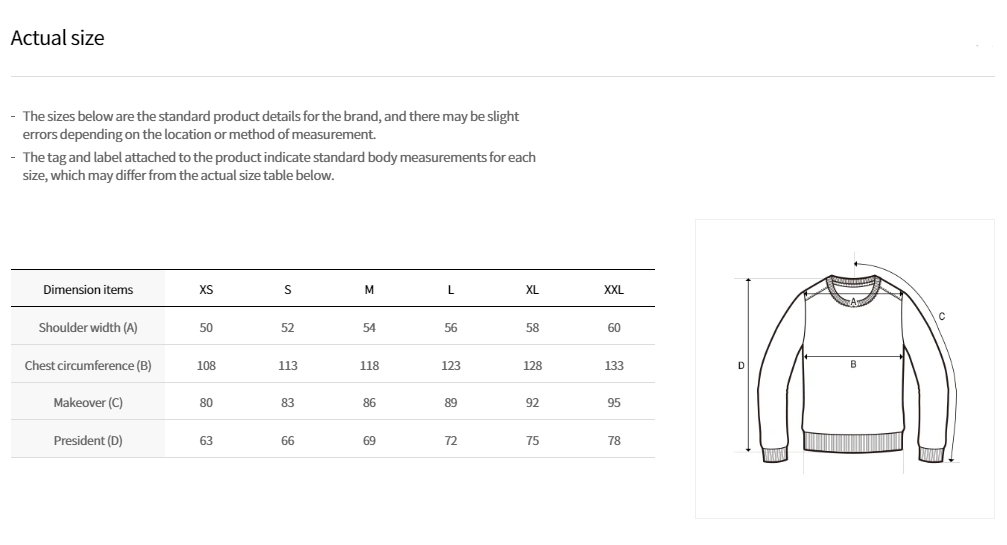 Actual size
- The sizes below are the standard product details for the brand, and there may be slight
errors depending on the location or method of measurement.
- The tag and label attached to the product indicate standard body measurements for each
size, which may differ from the actual size table below.
Dimension items XS S M L XL XXL
Shoulder width (A) 50 52 54 56 58 60
Chest circumference (B) 108 113 118 123 128 133
Makeover (C) 80 83 86 89 92 95
President (D) 63 66 69 72 75 78
A
C
B
D